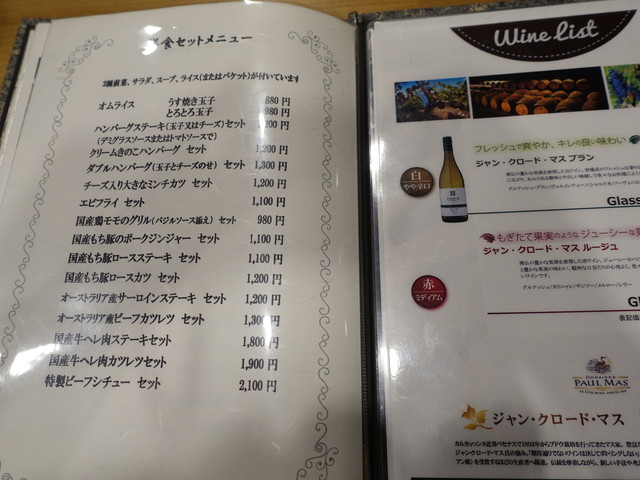 洋食セットメニュー
2種前菜、サラダ、スープ、ライス(またはバケット)が付いています
オムライス うす焼き玉子 880 円
とろとろ玉子 980 円
ハンバーグステーキ(玉子又はチーズ)セット 1,200 円
(デミグラスソースまたはトマトソースで)
クリームきのこハンバーグ セット 1,200 円
ダブルハンバーグ(玉子とチーズのせ) セット 1,300 円
チーズ入り大きなミンチカツ セット 1,200 円
エビフライ セット 1,100 円
国産鶏モモのグリル(バジルソース添え) セット 980 円
国産もち豚のポークジンジャー セット 1,100 円
国産もち豚ロースステーキ セット 1,100 円
国産もち豚ロースカツ セット 1,200 円
オーストラリア産サーロインステーキ セット 1,200 円
オーストラリア産ビーフカツレツ セット 1,300 円
国産牛ヘレ肉ステーキセット 1,800 円
国産牛ヘレ肉カツレツセット 1,900 円
特製ビーフシチュー セット 2,100 円
Wine List
フレッシュで爽やか、キレの良い味わい
ジャン・クロード・マス ブラン
白
やや辛口
Glass
もぎたて果実のような ジューシーな
ジャン・クロード・マス ルージュ
赤
ミディアム
表記価
DOMAINES
PAUL MAS
ジャン・クロード・マス